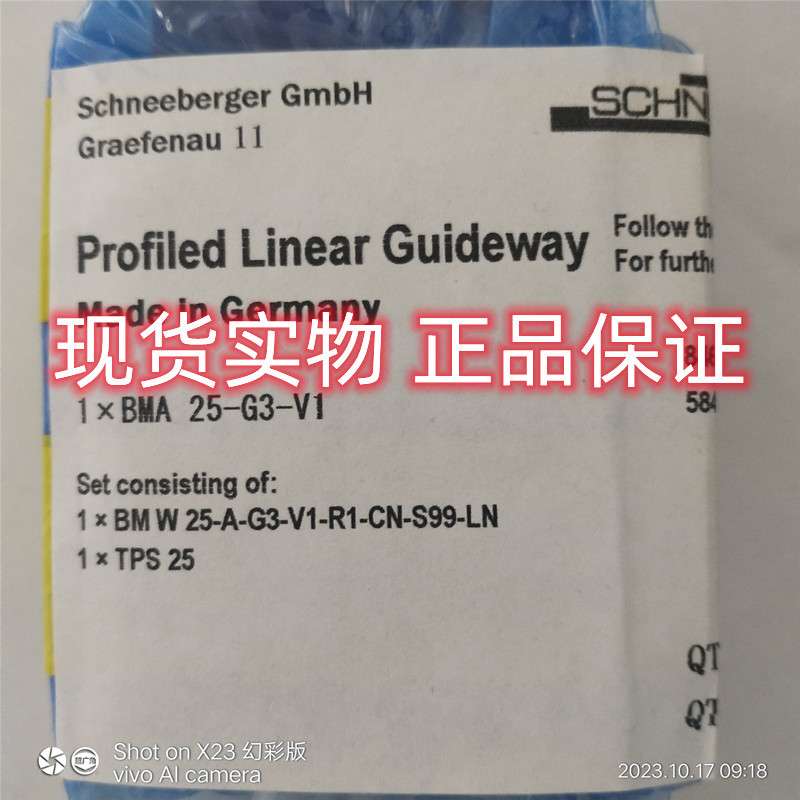 Schneeberger GmbH
Graefenau 11
SCHN
Profiled Linear Guideway
Follow th
For furth
Made in Germany
现货实物 正品保证
1×BMA 25-G3-V1
584
Set consisting of:
1 × BM W 25-A-G3-V1-R1-CN-S99-LN
1 × TPS 25
QT
QT
Shot on X23 幻彩版
vivo AI camera
2023.10.17 09:18